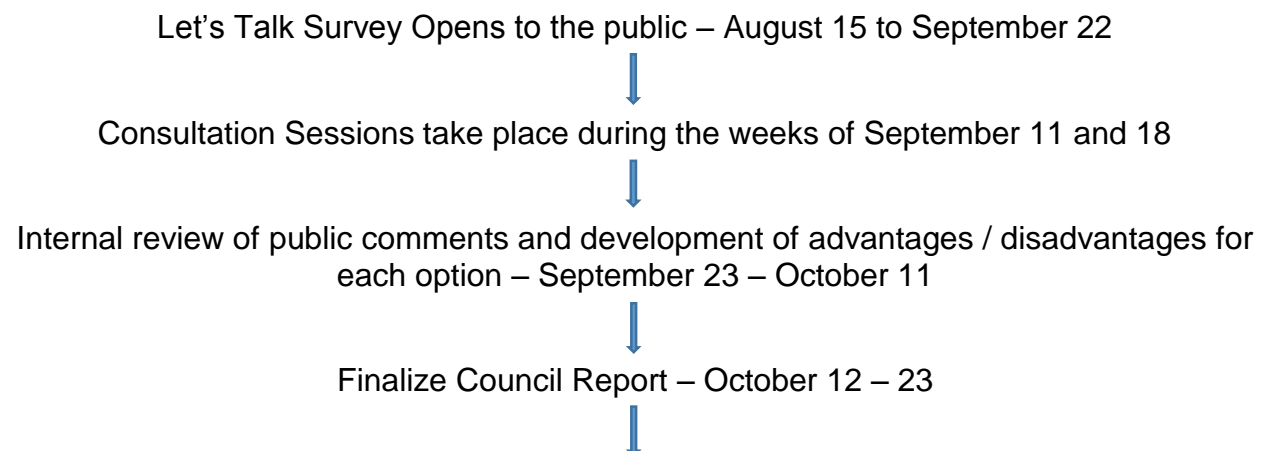 Let’s Talk Survey Opens to the public – August 15 to September 22
Consultation Sessions take place during the weeks of September 11 and 18
Internal review of public comments and development of advantages / disadvantages for
each option – September 23 – October 11
Finalize Council Report – October 12 – 23